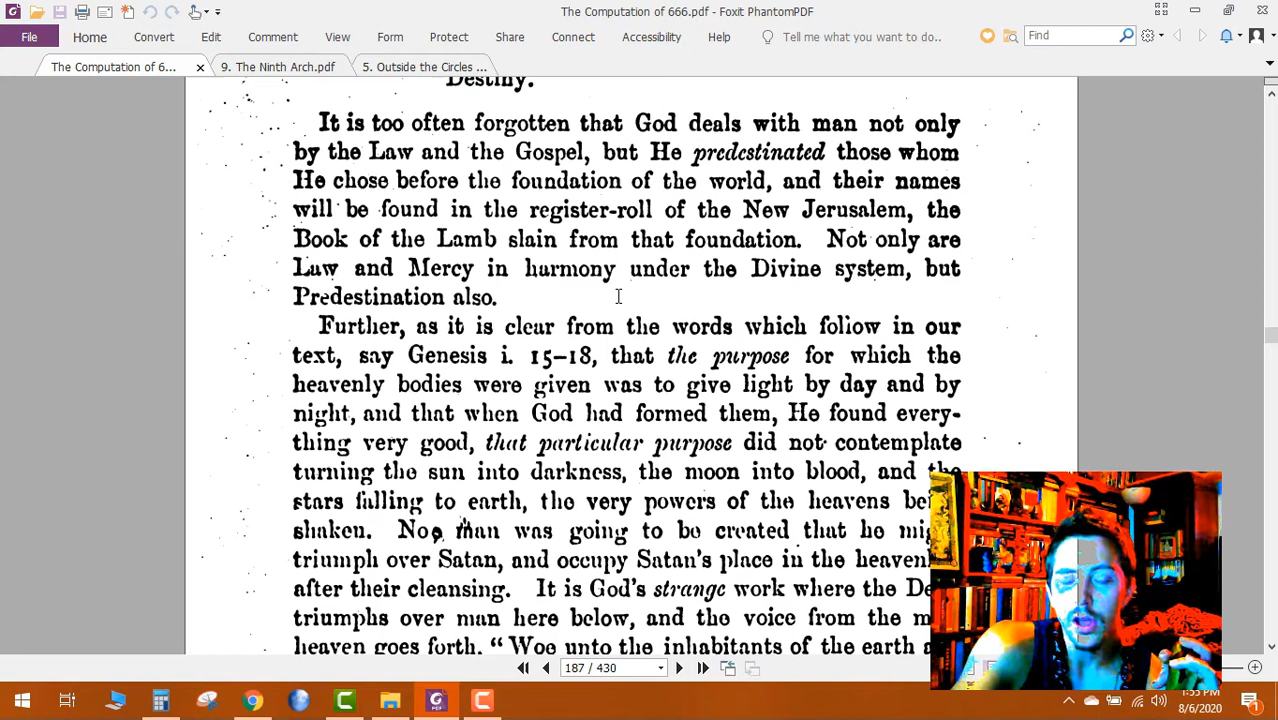 The Computation of 666.pdf - Foxit PhantomPDF
File Home Convert Edit Comment View Form Protect Share Connect Accessibility Help Tell me what you want to do.. Find
The Computation of 6... 9. The Ninth Arch.pdf 5. Outside the Circles ...
Destiny.
It is too often forgotten that God deals with man not only
by the Law and the Gospel, but He predestinated those whom
He chose before the foundation of the world, and their names
will be found in the register-roll of the New Jerusalem, the
Book of the Lamb slain from that foundation. Not only are
Law and Mercy in harmony under the Divine system, but
Predestination also.
Further, as it is clear from the words which follow in our
text, say Genesis i. 15–18, that the purpose for which the
heavenly bodies were given was to give light by day and by
night, and that when God had formed them, He found every-
thing very good, that particular purpose did not contemplate
turning the sun into darkness, the moon into blood, and the
stars falling to earth, the very powers of the heavens bei
shaken. No, man was going to be created that he mig
triumph over Satan, and occupy Satan's place in the heavenl
after their cleansing. It is God's strange work where the De
triumphs over man here below, and the voice from the m
heaven goes forth, "Woe unto the inhabitants of the earth a
187 / 430
1:55 PM
8/6/2020